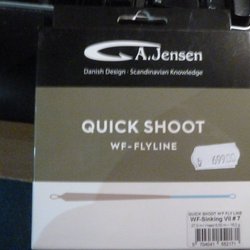 A.Jensen
Danish Design - Scandinavian Knowledge
QUICK SHOOT
WF-FLYLINE
699,00
QUICK SHOOT WF FLY LINE
WF-Sinking VII # 7